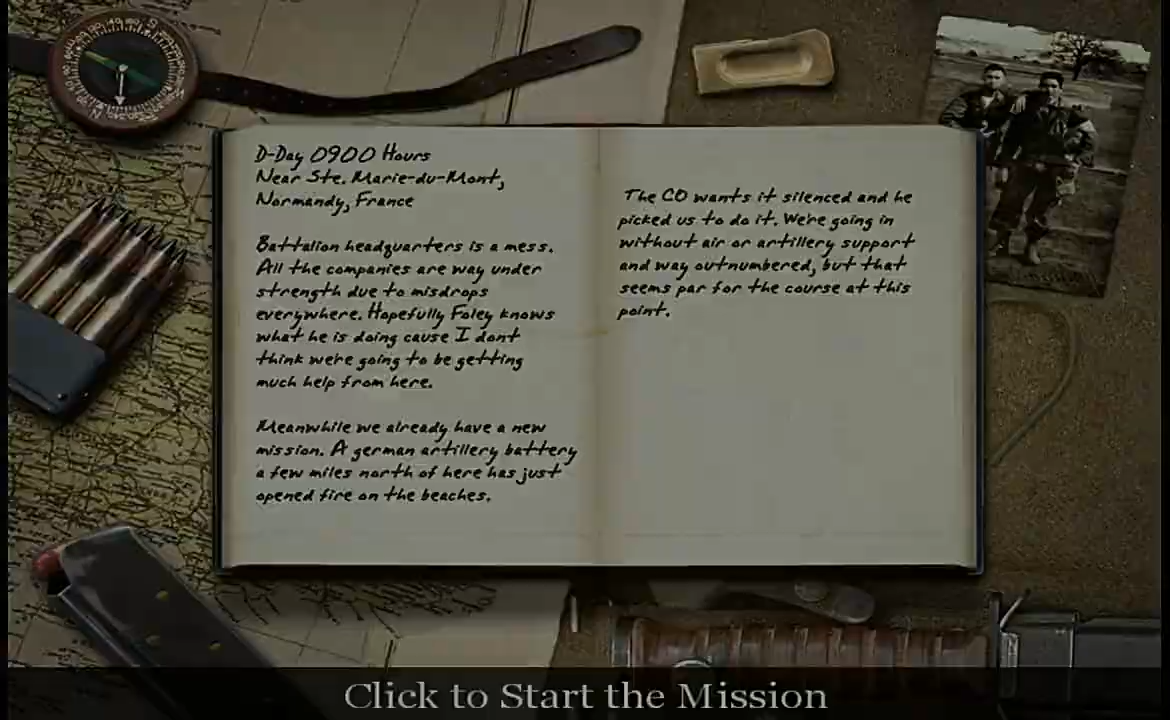 D-Day 0900 Hours
Near Ste. Marie-du-Mont,
Normandy, France
Battalion headquarters is a mess.
All the companies are way under
strength due to misdrops
everywhere. Hopefully Foley knows
what he is doing cause I dont
think we're going to be getting
much help from here.
Meanwhile we already have a new
mission. A german artillery battery
a few miles north of here has just
opened fire on the beaches.
The CO wants it silenced and he
picked us to do it. We're going in
without air or artillery support
and way outnumbered, but that
seems par for the course at this
point.
Click to Start the Mission